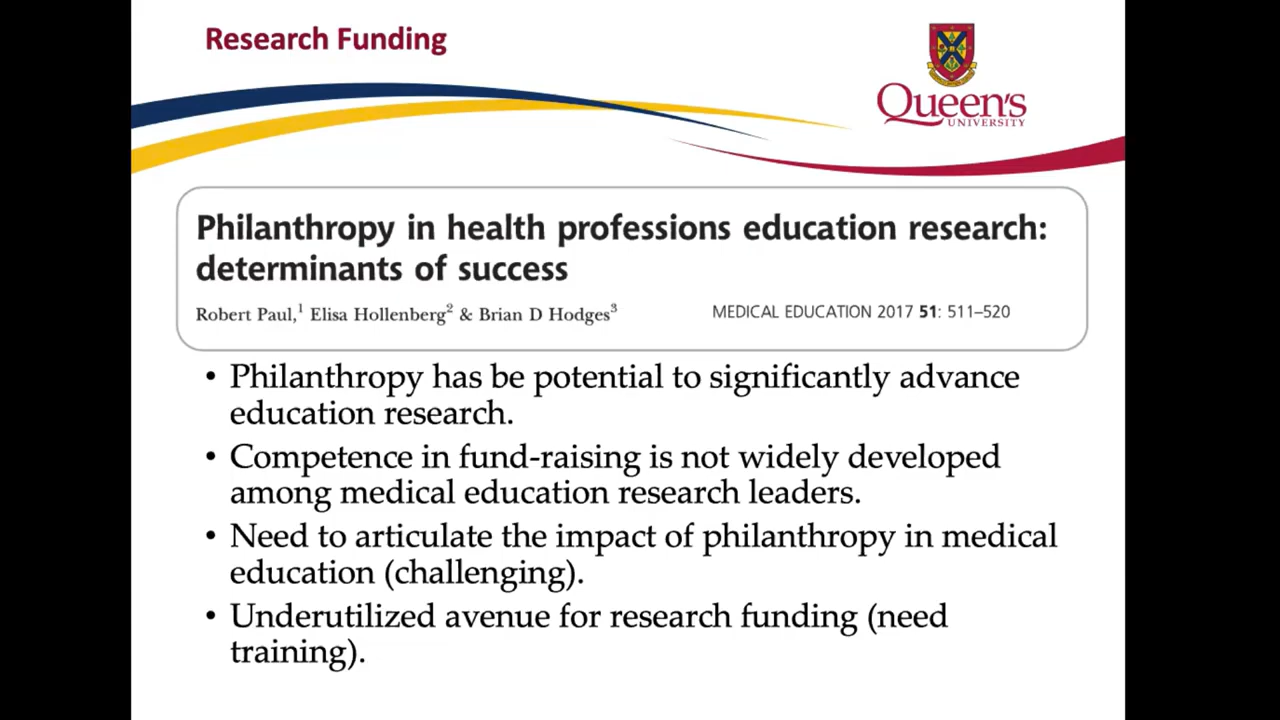 Research Funding
Queen's
UNIVERSITY
Philanthropy in health professions education research:
determinants of success
Robert Paul,1 Elisa Hollenberg2 & Brian D Hodges3 MEDICAL EDUCATION 2017 51: 511–520
• Philanthropy has be potential to significantly advance
education research.
• Competence in fund-raising is not widely developed
among medical education research leaders.
• Need to articulate the impact of philanthropy in medical
education (challenging).
• Underutilized avenue for research funding (need
training).